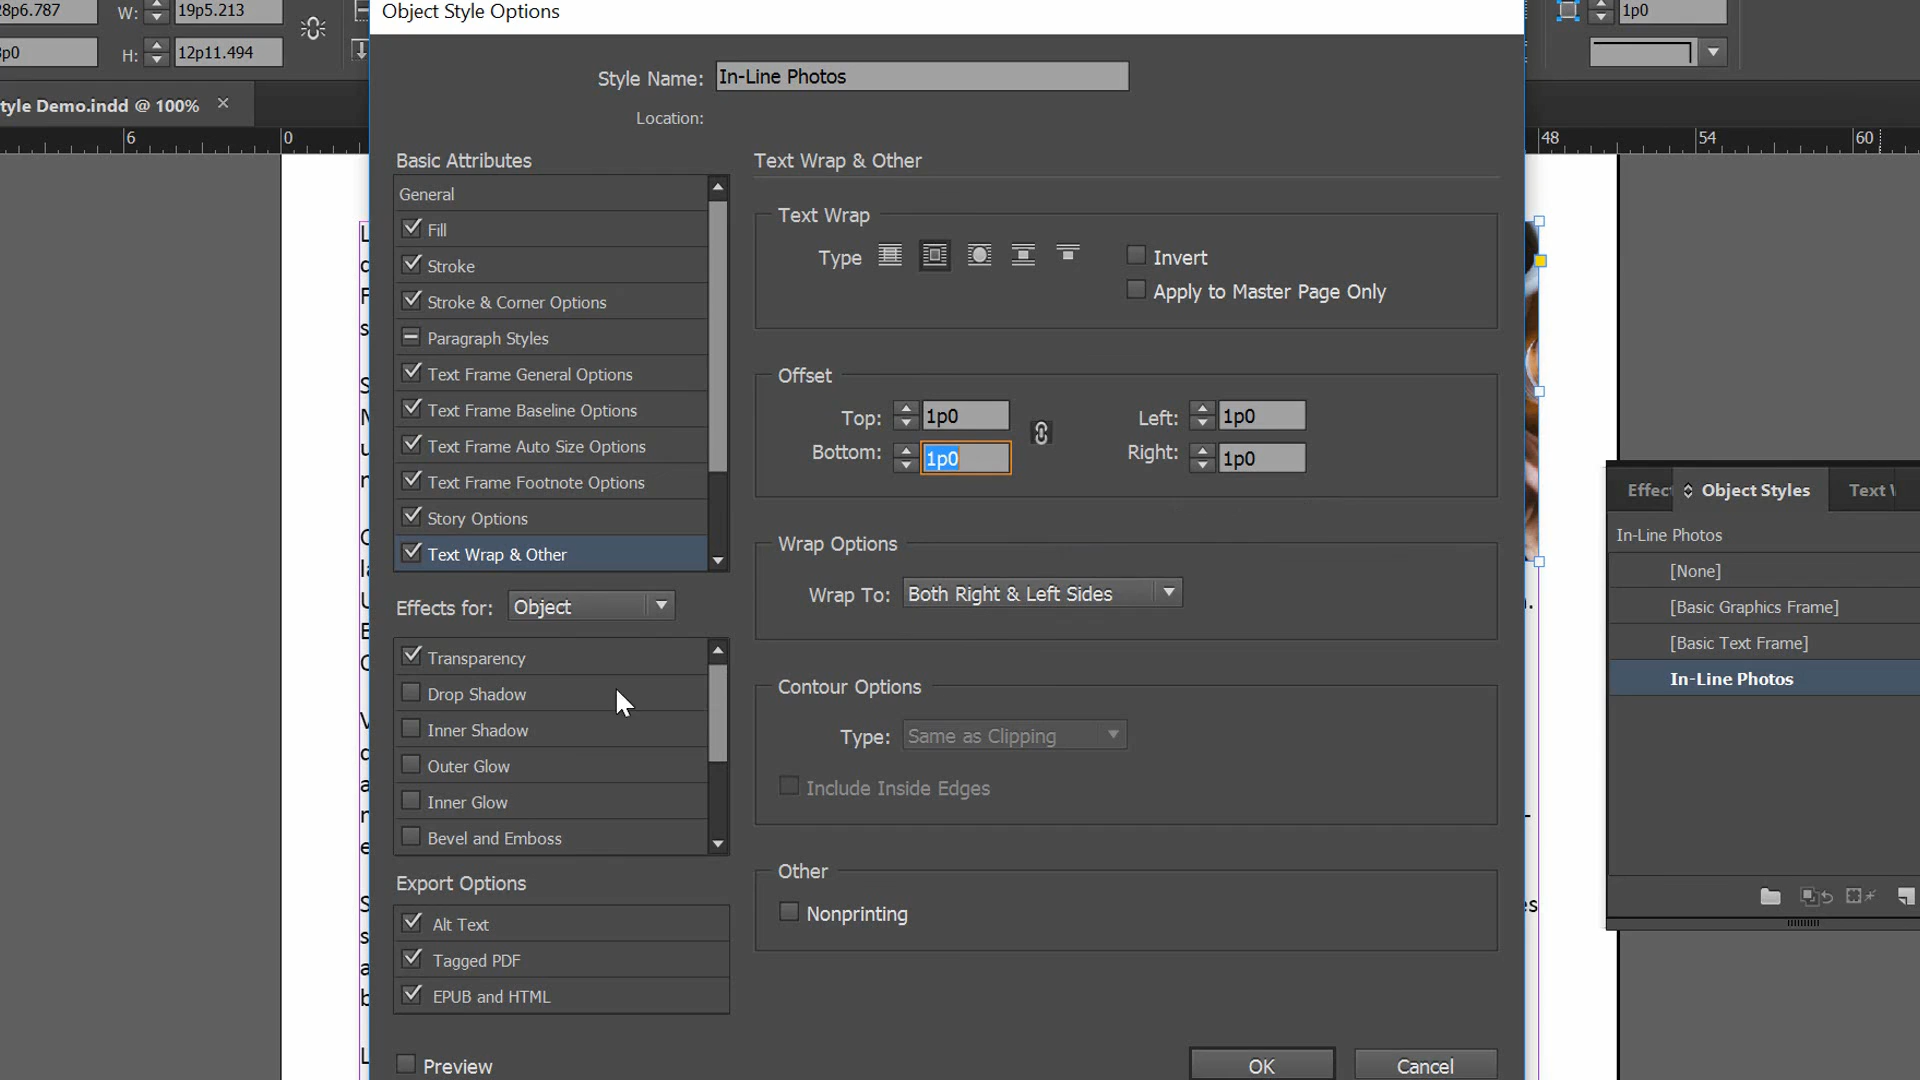 28p6.787
W: 19p5.213
3p0
H: 12p11.494
Object Style Options
1p0
tyle Demo.indd @ 100%
6
0
48
54
60
Style Name: In-Line Photos
Location:
Basic Attributes
General
Fill
Stroke
Stroke & Corner Options
Paragraph Styles
Text Frame General Options
Text Frame Baseline Options
Text Frame Auto Size Options
Text Frame Footnote Options
Story Options
Text Wrap & Other
Effects for: Object
Transparency
Drop Shadow
Inner Shadow
Outer Glow
Inner Glow
Bevel and Emboss
Export Options
Alt Text
Tagged PDF
EPUB and HTML
Preview
Text Wrap & Other
Text Wrap
Type
Invert
Apply to Master Page Only
Offset
Top: 1p0
Left: 1p0
Bottom: 1p0
Right: 1p0
Wrap Options
Wrap To: Both Right & Left Sides
Contour Options
Type: Same as Clipping
Include Inside Edges
Other
Nonprinting
OK
Cancel
Effec
Object Styles
Text
In-Line Photos
[None]
[Basic Graphics Frame]
[Basic Text Frame]
In-Line Photos